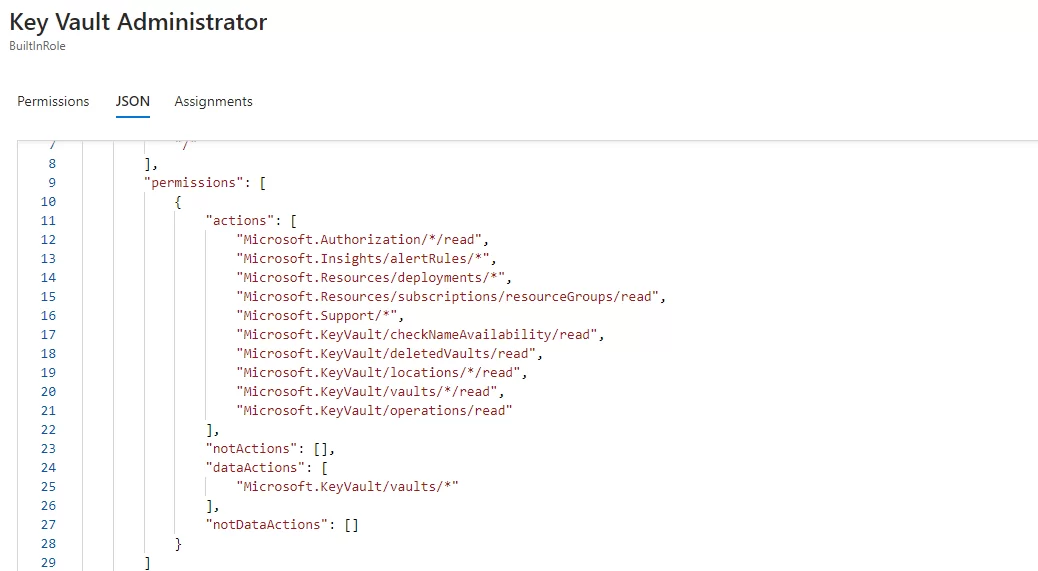 Key Vault Administrator
BuiltInRole
Permissions JSON Assignments
7 "/"
8 ],
9 "permissions": [
10 {
11 "actions": [
12 "Microsoft.Authorization/*/read",
13 "Microsoft.Insights/alertRules/*",
14 "Microsoft.Resources/deployments/*",
15 "Microsoft.Resources/subscriptions/resourceGroups/read",
16 "Microsoft.Support/*",
17 "Microsoft.KeyVault/checkNameAvailability/read",
18 "Microsoft.KeyVault/deletedVaults/read",
19 "Microsoft.KeyVault/locations/*/read",
20 "Microsoft.KeyVault/vaults/*/read",
21 "Microsoft.KeyVault/operations/read"
22 ],
23 "notActions": [],
24 "dataActions": [
25 "Microsoft.KeyVault/vaults/*"
26 ],
27 "notDataActions": []
28 }
29 ]